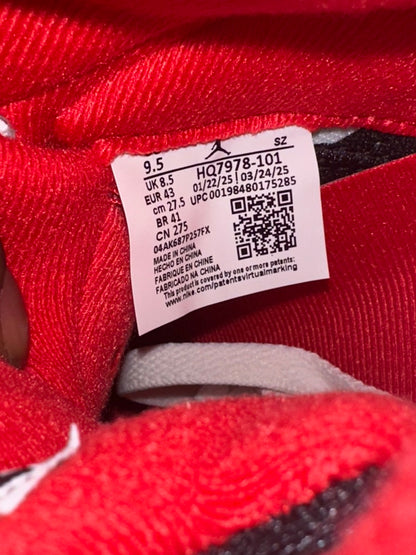 9.5
SZ
UK 8.5
HQ7978-101
EUR 43
01/22/25 | 03/24/25
cm 27.5
UPC 00198480175285
BR 41
CN 275
04AK687P257FX
MADE IN CHINA
HECHO EN CHINA
FABRIQUE EN CHINE
FABRICADO NA CHINA
This product is covered by one or more patents:
www.nike.com/patentsvirtualmarking